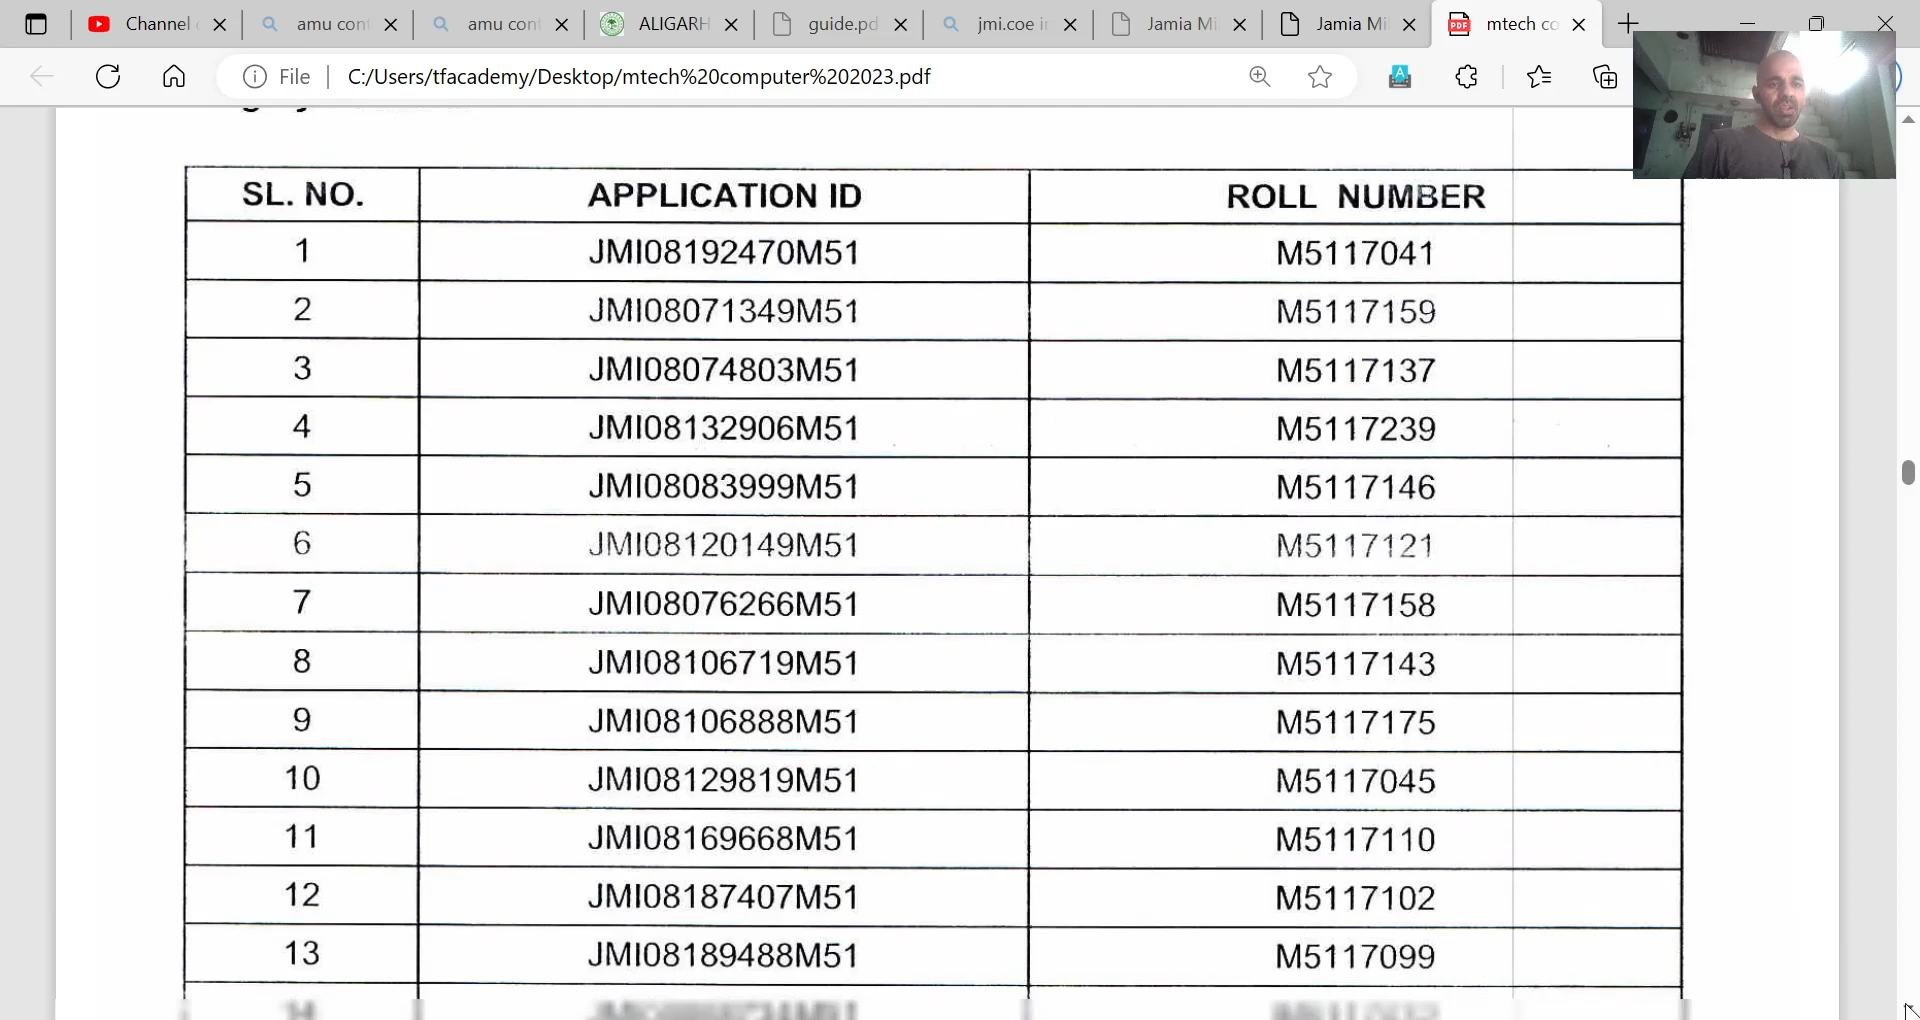 Channel
amu con
amu cont
ALIGARH
guide.pd
jmi.coe i
Jamia Mi
Jamia Mi
PDF
mtech co
File
C:/Users/tfacademy/Desktop/mtech%20computer%202023.pdf
A
SL. NO. APPLICATION ID ROLL NUMBER
1 JMI08192470M51 M5117041
2 JMI08071349M51 M5117159
3 JMI08074803M51 M5117137
4 JMI08132906M51 M5117239
5 JMI08083999M51 M5117146
6 JMI08120149M51 M5117121
7 JMI08076266M51 M5117158
8 JMI08106719M51 M5117143
9 JMI08106888M51 M5117175
10 JMI08129819M51 M5117045
11 JMI08169668M51 M5117110
12 JMI08187407M51 M5117102
13 JMI08189488M51 M5117099